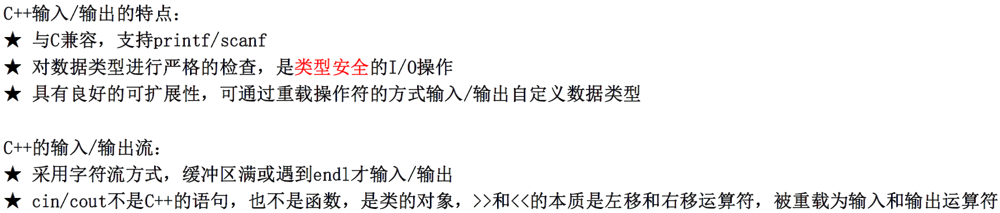 C++输入/输出的特点：
★ 与C兼容，支持printf/scanf
★ 对数据类型进行严格的检查，是类型安全的I/O操作
★ 具有良好的可扩展性，可通过重载操作符的方式输入/输出自定义数据类型
C++的输入/输出流：
★ 采用字符流方式，缓冲区满或遇到endl才输入/输出
★ cin/cout不是C++的语句，也不是函数，是类的对象，>>和<<的本质是左移和右移运算符，被重载为输入和输出运算符